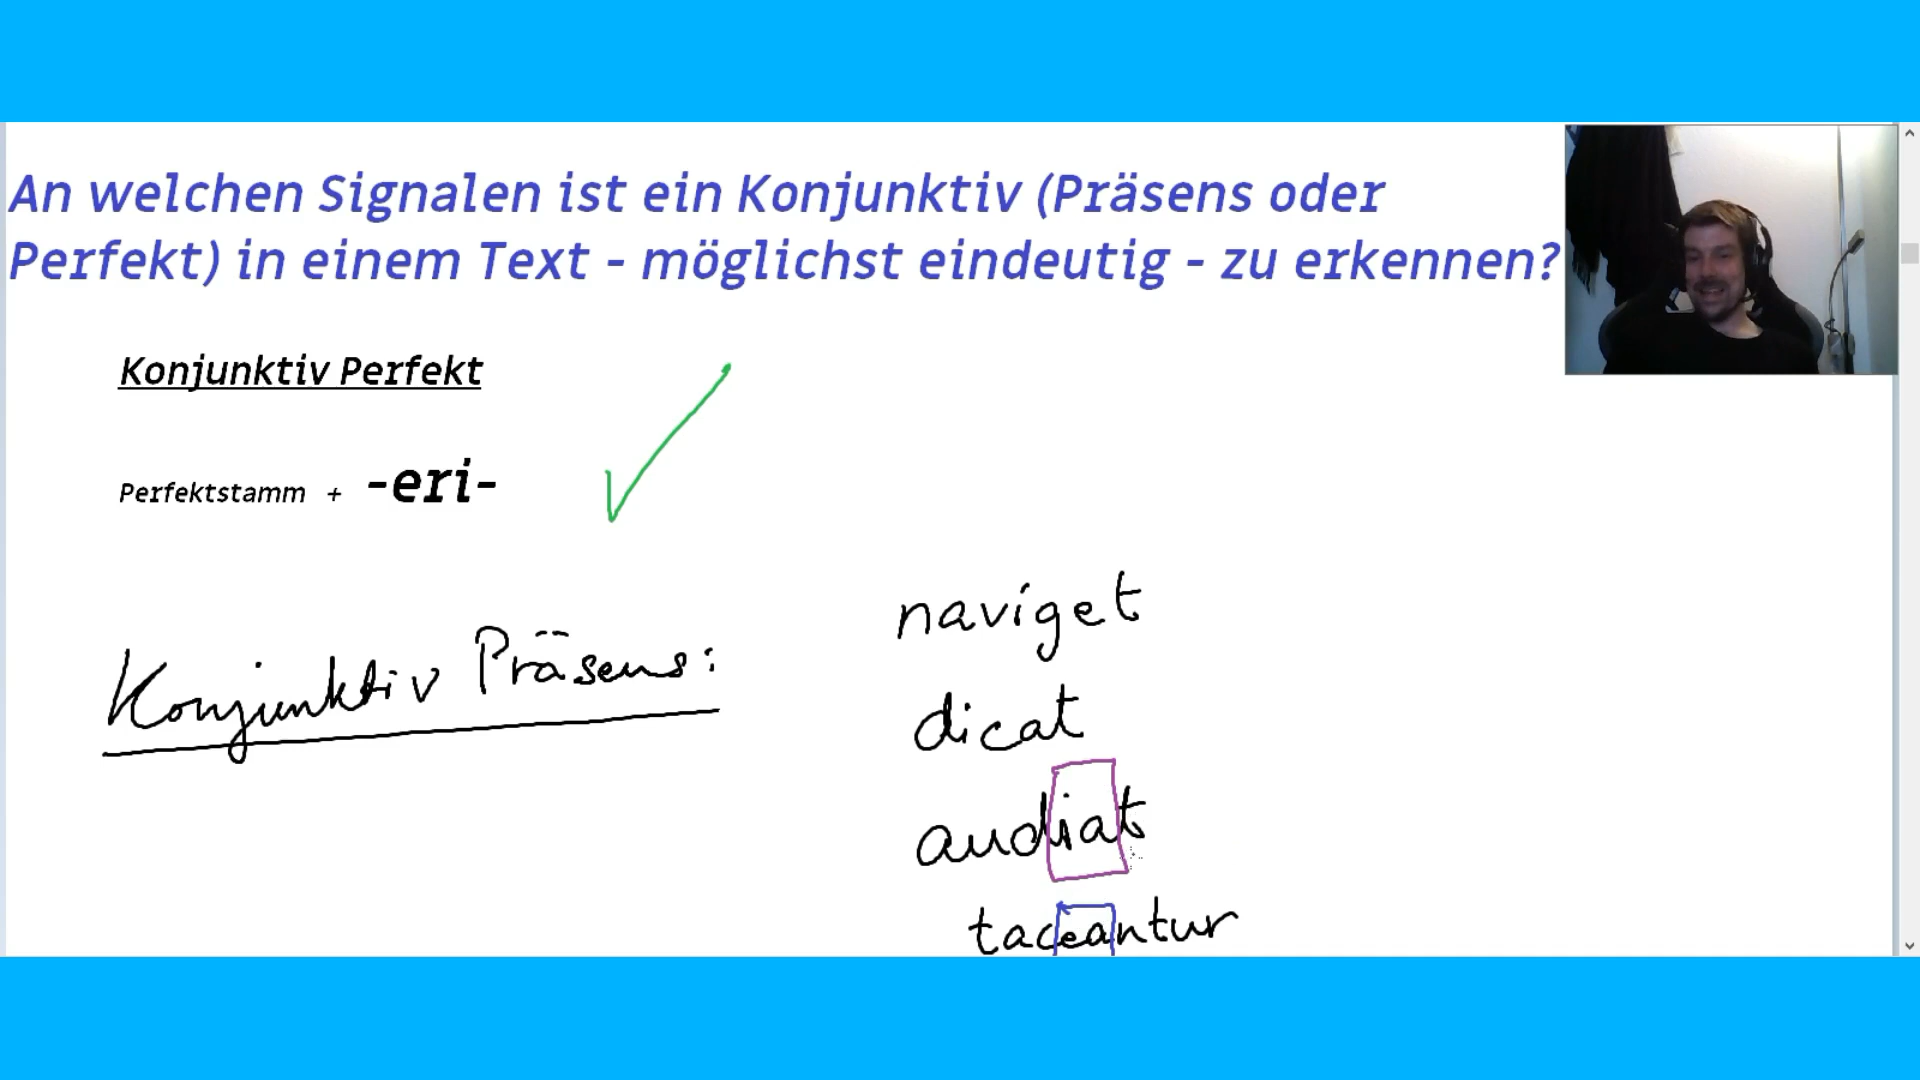 An welchen Signalen ist ein Konjunktiv (Präsens oder
Perfekt) in einem Text - möglichst eindeutig - zu erkennen?
Konjunktiv Perfekt
Perfektstamm + -eri-
Konjunktiv Präsens:
naviget
dicat
audiat
taceantur